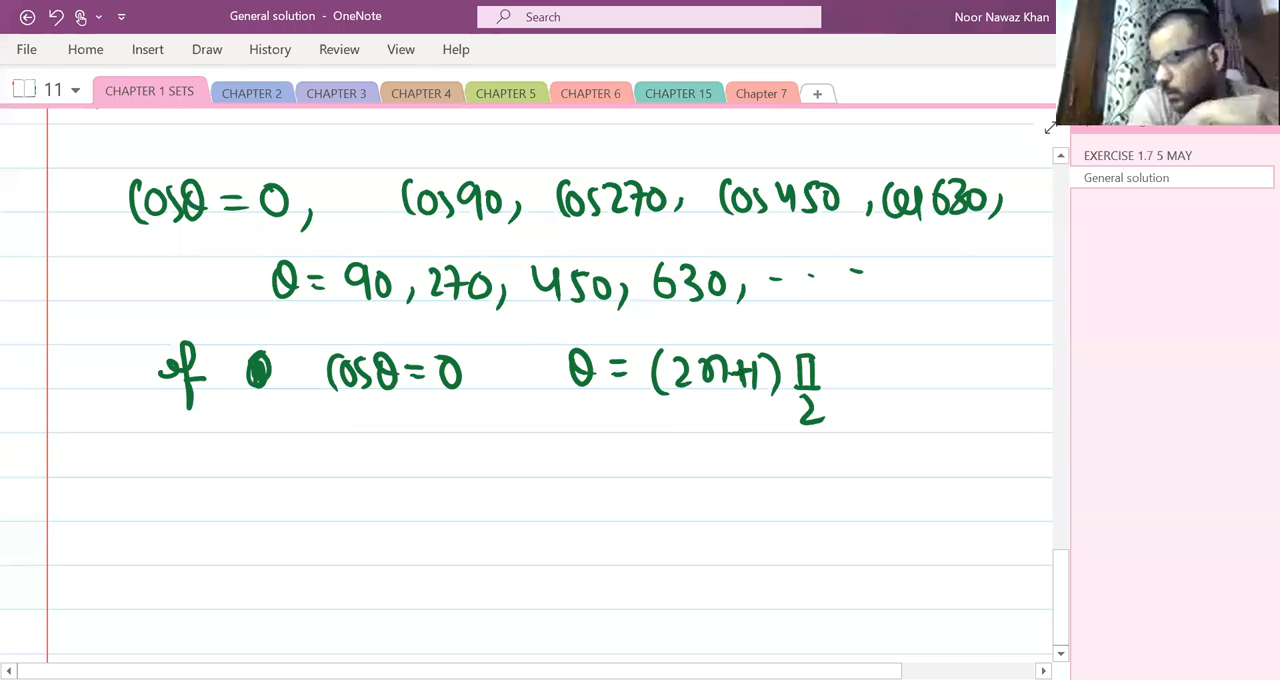 General solution - OneNote
Search
Noor Nawaz Khan
File Home Insert Draw History Review View Help
11 CHAPTER 1 SETS CHAPTER 2 CHAPTER 3 CHAPTER 4 CHAPTER 5 CHAPTER 6 CHAPTER 15 Chapter 7 +
EXERCISE 1.7 5 MAY
General solution
Cosθ = 0, Cos90, Cos270, Cos450, Cos630,
θ = 90, 270, 450, 630, - - -
If Cosθ = 0 θ = (2n+1) π/2